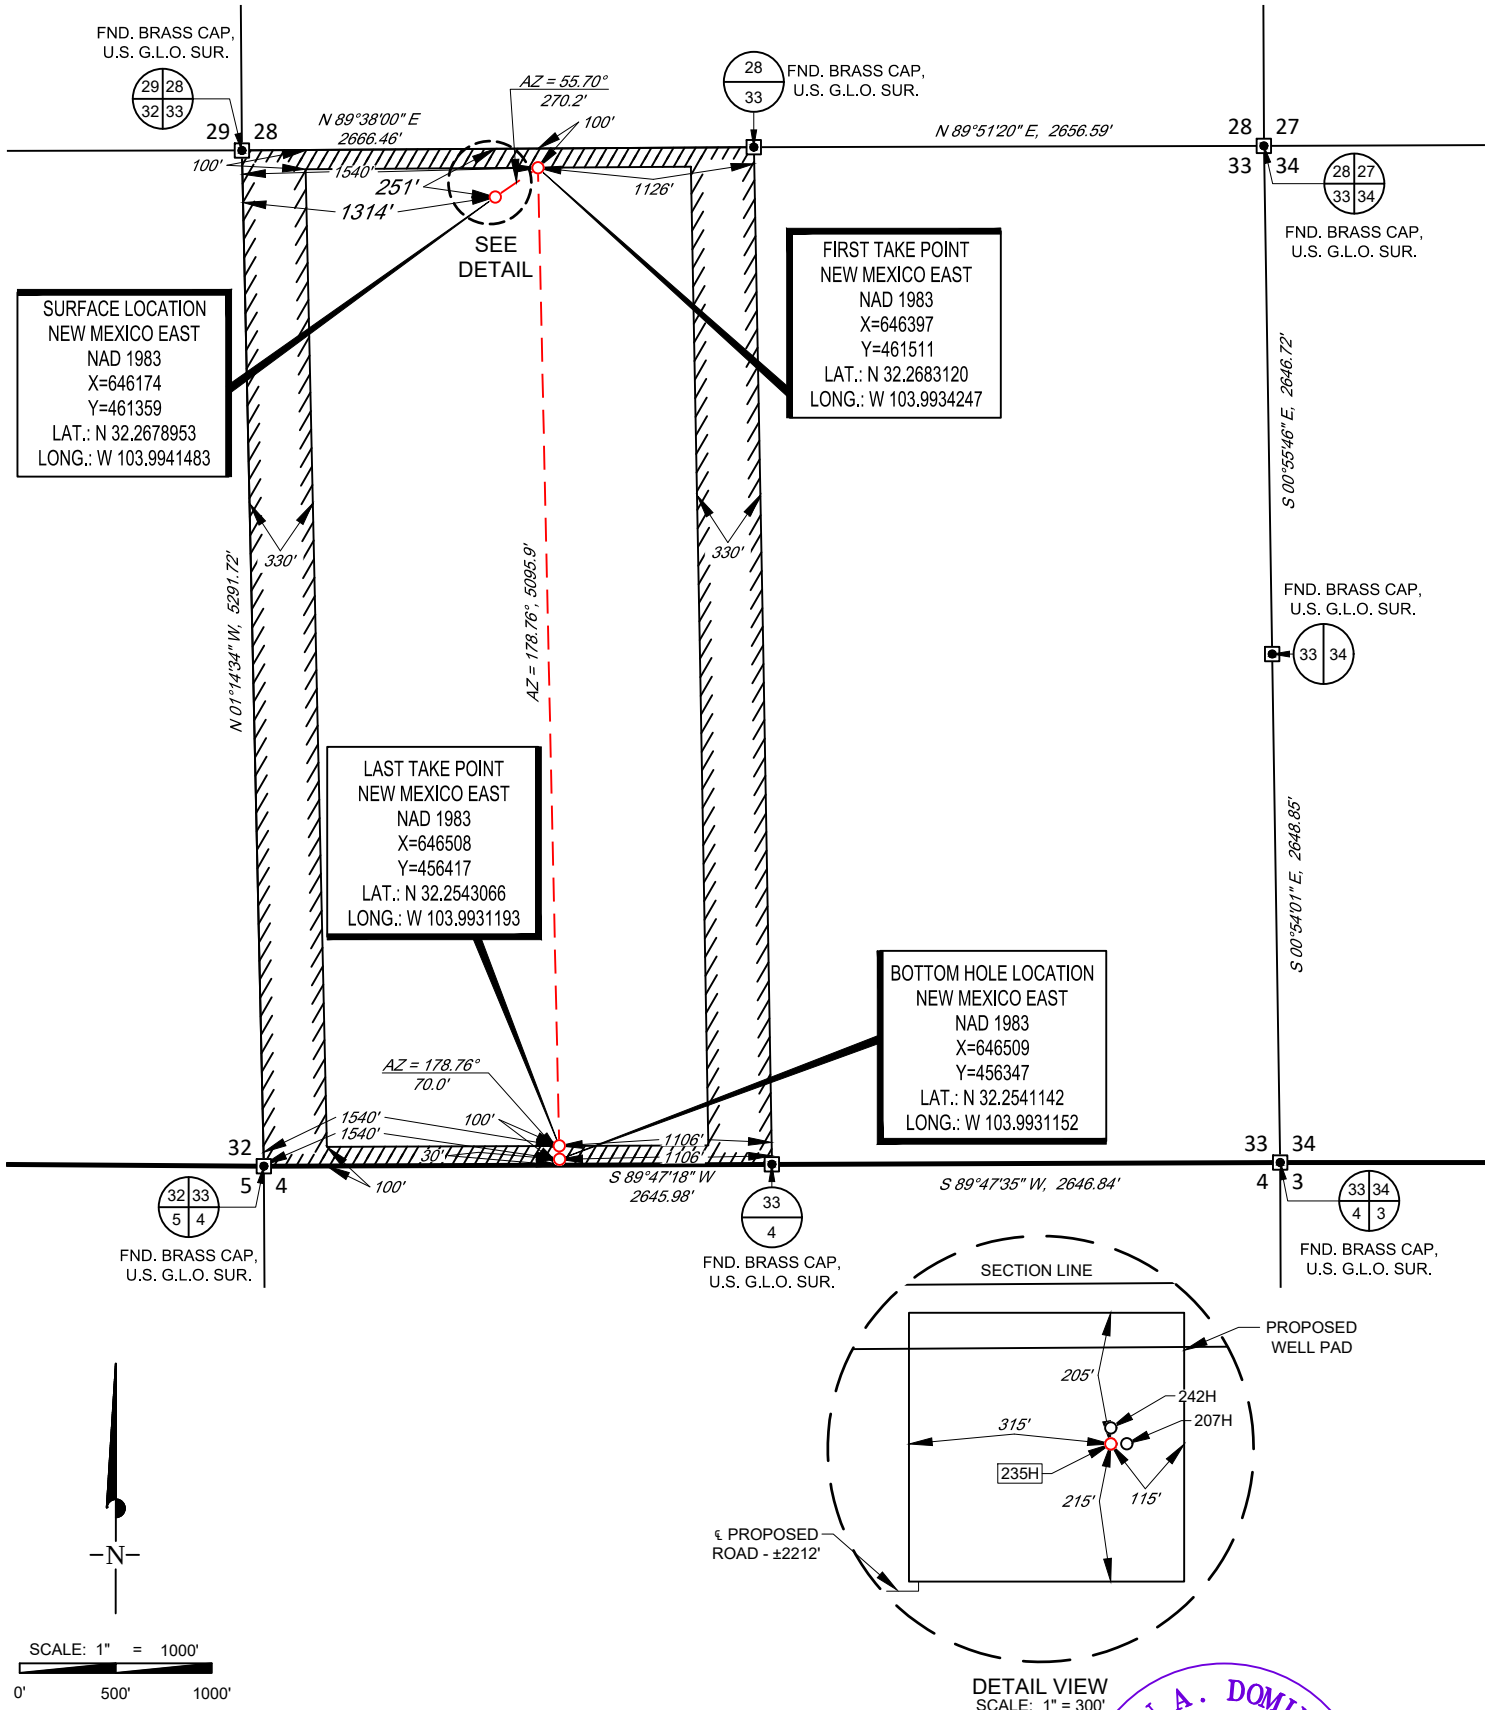 FND. BRASS CAP,
U.S. G.L.O. SUR.
29 28
32 33
29 28
N 89°38'00" E
2666.46'
AZ = 55.70°
270.2'
100'
28
33
FND. BRASS CAP,
U.S. G.L.O. SUR.
N 89°51'20" E, 2656.59'
28 27
33 34
28 27
33 34
FND. BRASS CAP,
U.S. G.L.O. SUR.
100'
1540'
251'
1314'
1126'
SEE
DETAIL
SURFACE LOCATION
NEW MEXICO EAST
NAD 1983
X=646174
Y=461359
LAT.: N 32.2678953
LONG.: W 103.9941483
FIRST TAKE POINT
NEW MEXICO EAST
NAD 1983
X=646397
Y=461511
LAT.: N 32.2683120
LONG.: W 103.9934247
S 00°55'46" E, 2646.72'
330'
330'
N 01°14'34" W, 5291.72'
AZ = 178.76°, 5095.9'
FND. BRASS CAP,
U.S. G.L.O. SUR.
33 34
LAST TAKE POINT
NEW MEXICO EAST
NAD 1983
X=646508
Y=456417
LAT.: N 32.2543066
LONG.: W 103.9931193
S 00°54'01" E, 2648.85'
BOTTOM HOLE LOCATION
NEW MEXICO EAST
NAD 1983
X=646509
Y=456347
LAT.: N 32.2541142
LONG.: W 103.9931152
AZ = 178.76°
70.0'
1540'
1540'
100'
30'
1106'
1106'
100'
32
5 4
32 33
5 4
FND. BRASS CAP,
U.S. G.L.O. SUR.
S 89°47'18" W
2645.98'
33
4
FND. BRASS CAP,
U.S. G.L.O. SUR.
S 89°47'35" W, 2646.84'
33 34
4 3
33 34
4 3
FND. BRASS CAP,
U.S. G.L.O. SUR.
SECTION LINE
PROPOSED
WELL PAD
205'
242H
207H
315'
235H
215'
115'
℄ PROPOSED
ROAD - ±2212'
DETAIL VIEW
SCALE: 1" = 300'
-N-
SCALE: 1" = 1000'
0' 500' 1000'
A. DOMI